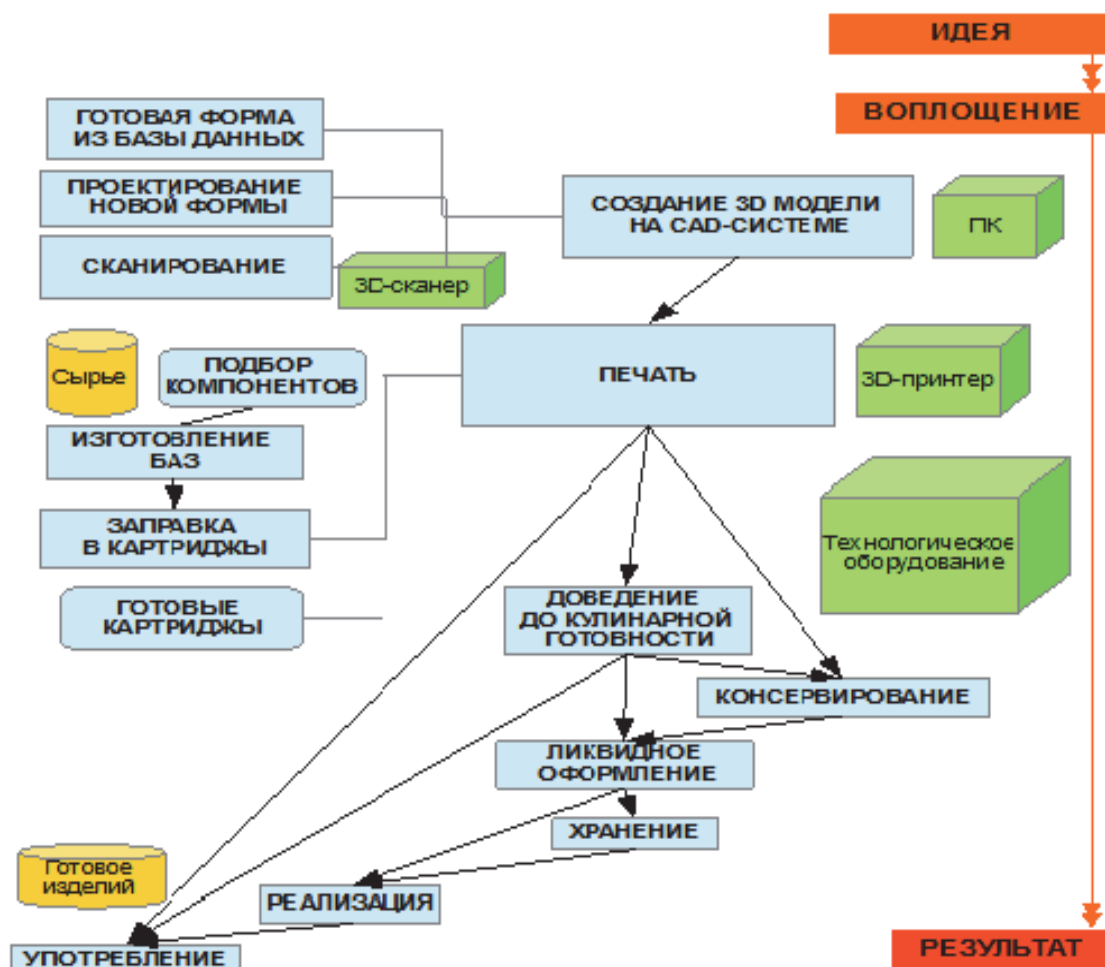 ИДЕЯ
ВОПЛОЩЕНИЕ
ГОТОВАЯ ФОРМА
ИЗ БАЗЫ ДАННЫХ
ПРОЕКТИРОВАНИЕ
НОВОЙ ФОРМЫ
СОЗДАНИЕ 3D МОДЕЛИ
НА CAD-СИСТЕМЕ
ПК
СКАНИРОВАНИЕ
3D-сканер
Сырье
ПОДБОР
КОМПОНЕНТОВ
ПЕЧАТЬ
3D-принтер
ИЗГОТОВЛЕНИЕ
БАЗ
ЗАПРАВКА
В КАРТРИДЖЫ
Технологическое
оборудование
ГОТОВЫЕ
КАРТРИДЖЫ
ДОВЕДЕНИЕ
ДО КУЛИНАРНОЙ
ГОТОВНОСТИ
КОНСЕРВИРОВАНИЕ
ЛИКВИДНОЕ
ОФОРМЛЕНИЕ
ХРАНЕНИЕ
Готовое
изделий
РЕАЛИЗАЦИЯ
УПОТРЕБЛЕНИЕ
РЕЗУЛЬТАТ